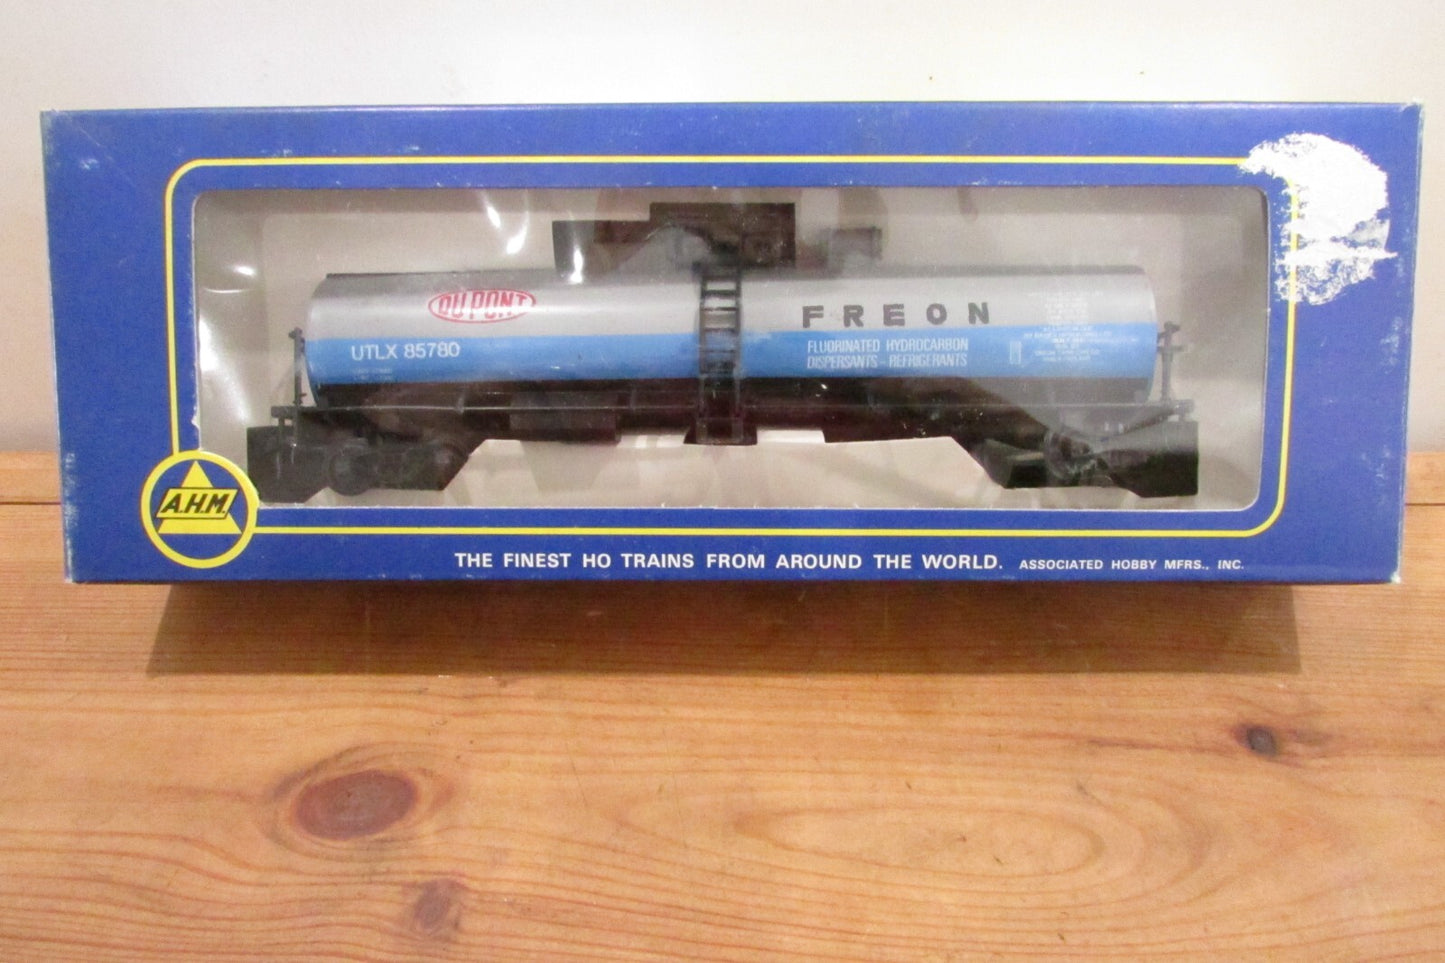 DU PONT
FREON
UTLX 85780
FLUORINATED HYDROCARBON
DISPERSANTS - REFRIGERANTS
A.H.M.
THE FINEST HO TRAINS FROM AROUND THE WORLD. ASSOCIATED HOBBY MFRS., INC.